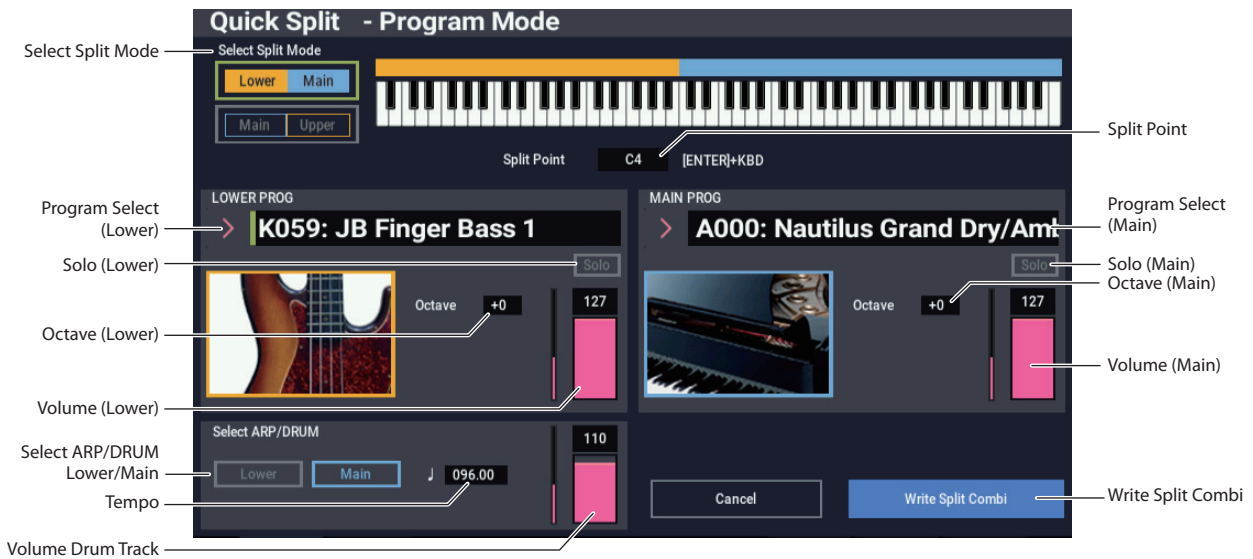 Quick Split - Program Mode
Select Split Mode
Select Split Mode
Lower Main
Main Upper
Split Point
Split Point C4 [ENTER]+KBD
LOWER PROG
MAIN PROG
Program Select
(Lower)
K059: JB Finger Bass 1
A000: Nautilus Grand Dry/Am
Program Select
(Main)
Solo (Lower)
Solo
Solo
Solo (Main)
Octave (Main)
Octave +0
127
Octave +0
127
Octave (Lower)
Volume (Main)
Volume (Lower)
Select ARP/DRUM
110
Select ARP/DRUM
Lower/Main
Lower Main ♩ 096.00
Tempo
Cancel
Write Split Combi
Write Split Combi
Volume Drum Track